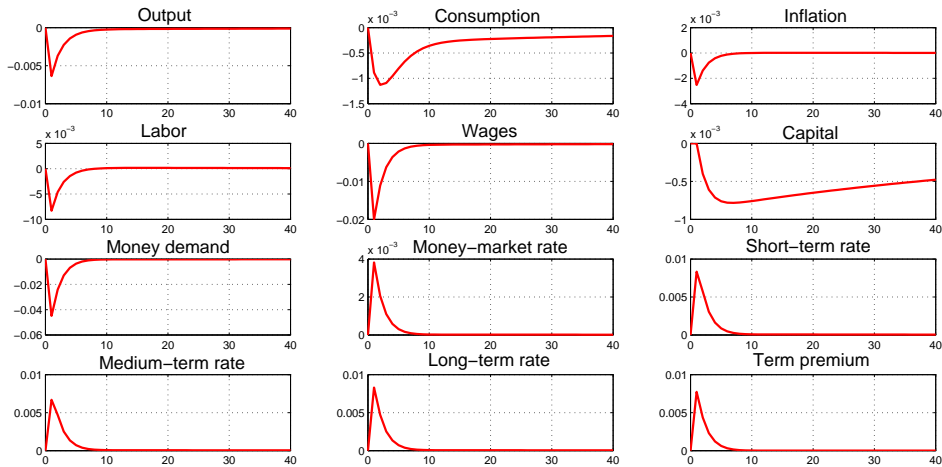 Output
0
−0.005
−0.01
0 10 20 30 40
Consumption
x 10⁻³
0
−0.5
−1
−1.5
0 10 20 30 40
Inflation
x 10⁻³
2
0
−2
−4
0 10 20 30 40
Labor
x 10⁻³
5
0
−5
−10
0 10 20 30 40
Wages
0
−0.01
−0.02
0 10 20 30 40
Capital
x 10⁻³
0
−0.5
−1
0 10 20 30 40
Money demand
0
−0.02
−0.04
−0.06
0 10 20 30 40
Money−market rate
x 10⁻³
4
2
0
0 10 20 30 40
Short−term rate
0.01
0.005
0
0 10 20 30 40
Medium−term rate
0.01
0.005
0
0 10 20 30 40
Long−term rate
0.01
0.005
0
0 10 20 30 40
Term premium
0.01
0.005
0
0 10 20 30 40